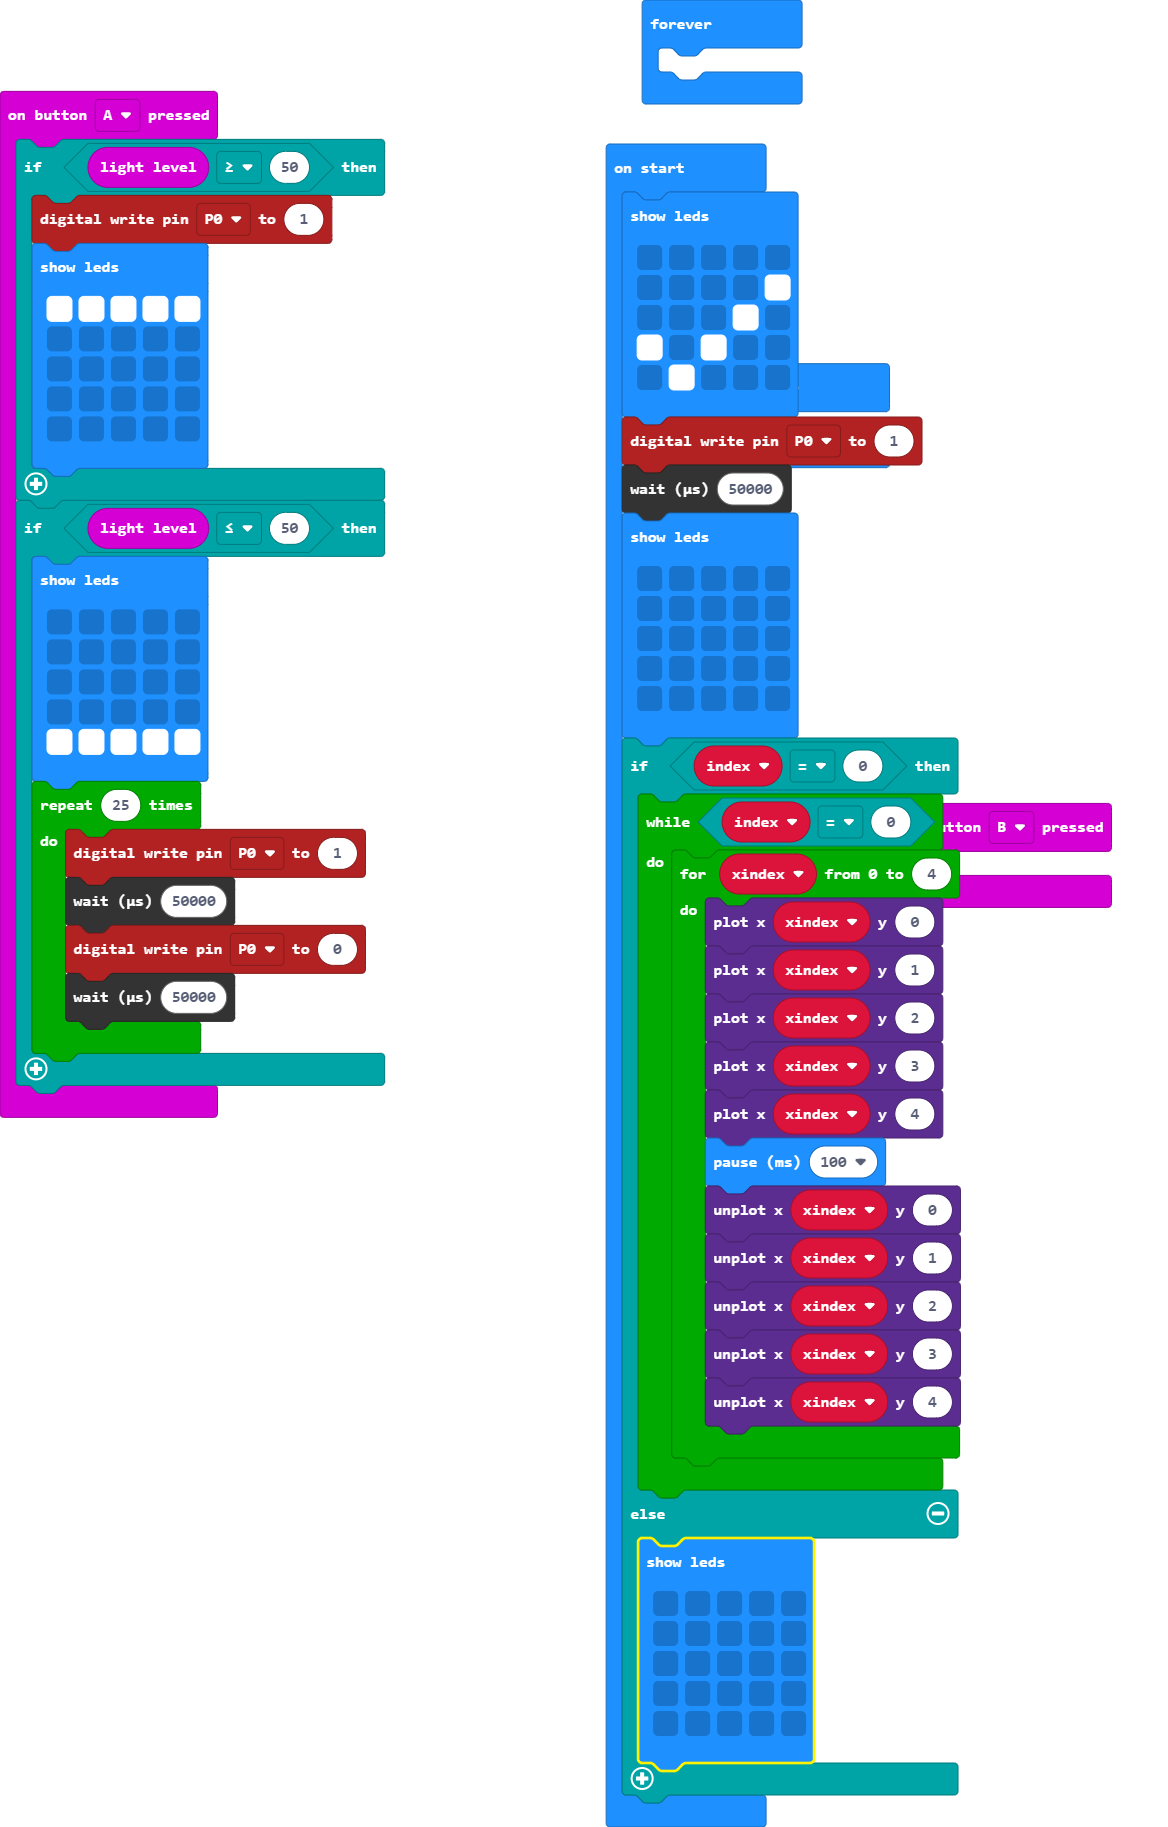 forever
on button A pressed
if light level ≥ 50 then
digital write pin P0 to 1
show leds
if light level ≤ 50 then
show leds
repeat 25 times
do
digital write pin P0 to 1
wait (µs) 50000
digital write pin P0 to 0
wait (µs) 50000
on start
show leds
digital write pin P0 to 1
wait (µs) 50000
show leds
if index = 0 then
while index = 0
do
for xindex from 0 to 4
do
plot x xindex y 0
plot x xindex y 1
plot x xindex y 2
plot x xindex y 3
plot x xindex y 4
pause (ms) 100
unplot x xindex y 0
unplot x xindex y 1
unplot x xindex y 2
unplot x xindex y 3
unplot x xindex y 4
else
show leds
B pressed